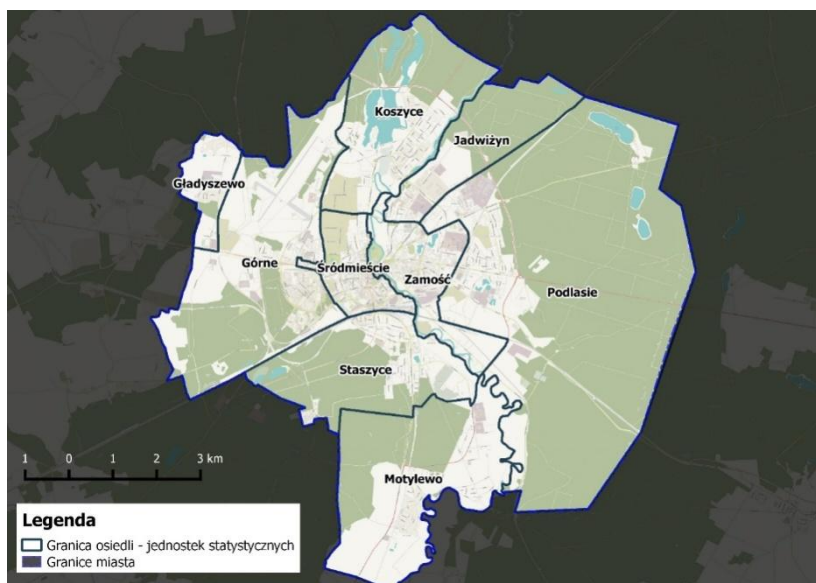 Koszyce
Jadwiżyn
Gładyszewo
Górne
Śródmieście
Zamość
Podlasie
Staszyce
Motylewo
1 0 1 2 3 km
Legenda
Granica osiedli - jednostek statystycznych
Granice miasta